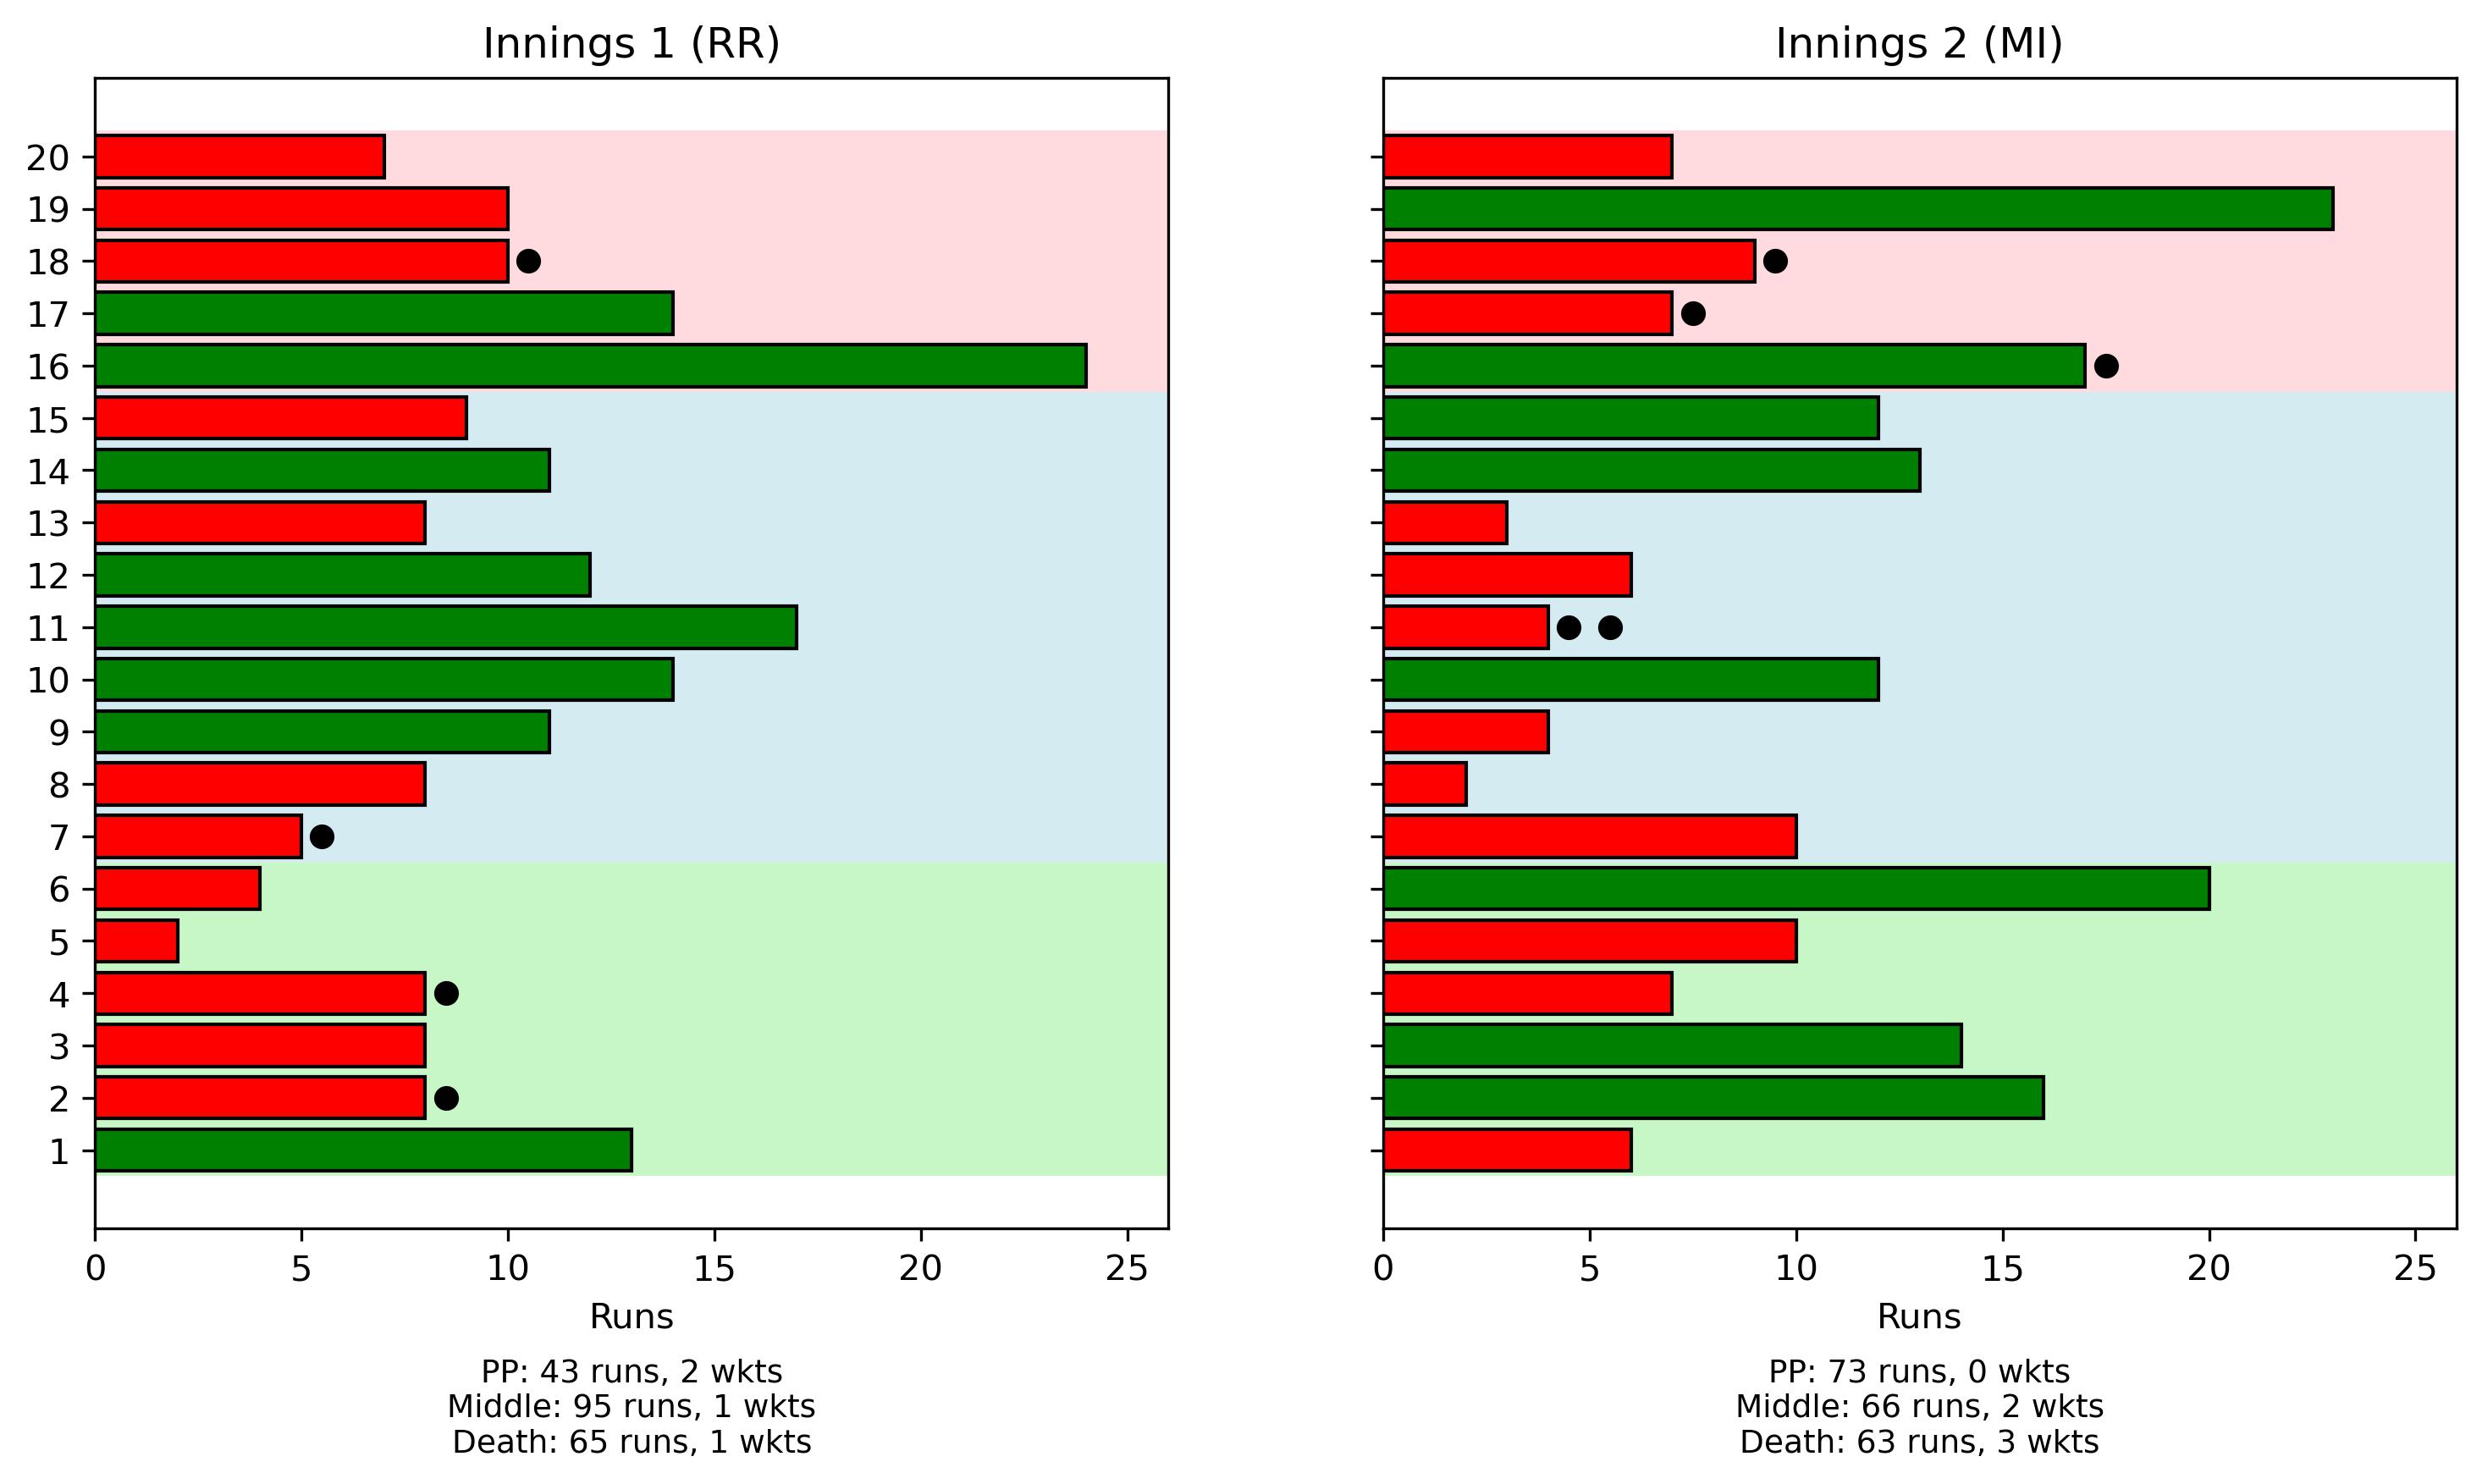 Innings 1 (RR)
20
19
18
17
16
15
14
13
12
11
10
9
8
7
6
5
4
3
2
1
0 5 10 15 20 25
Runs
PP: 43 runs, 2 wkts
Middle: 95 runs, 1 wkts
Death: 65 runs, 1 wkts
Innings 2 (MI)
0 5 10 15 20 25
Runs
PP: 73 runs, 0 wkts
Middle: 66 runs, 2 wkts
Death: 63 runs, 3 wkts